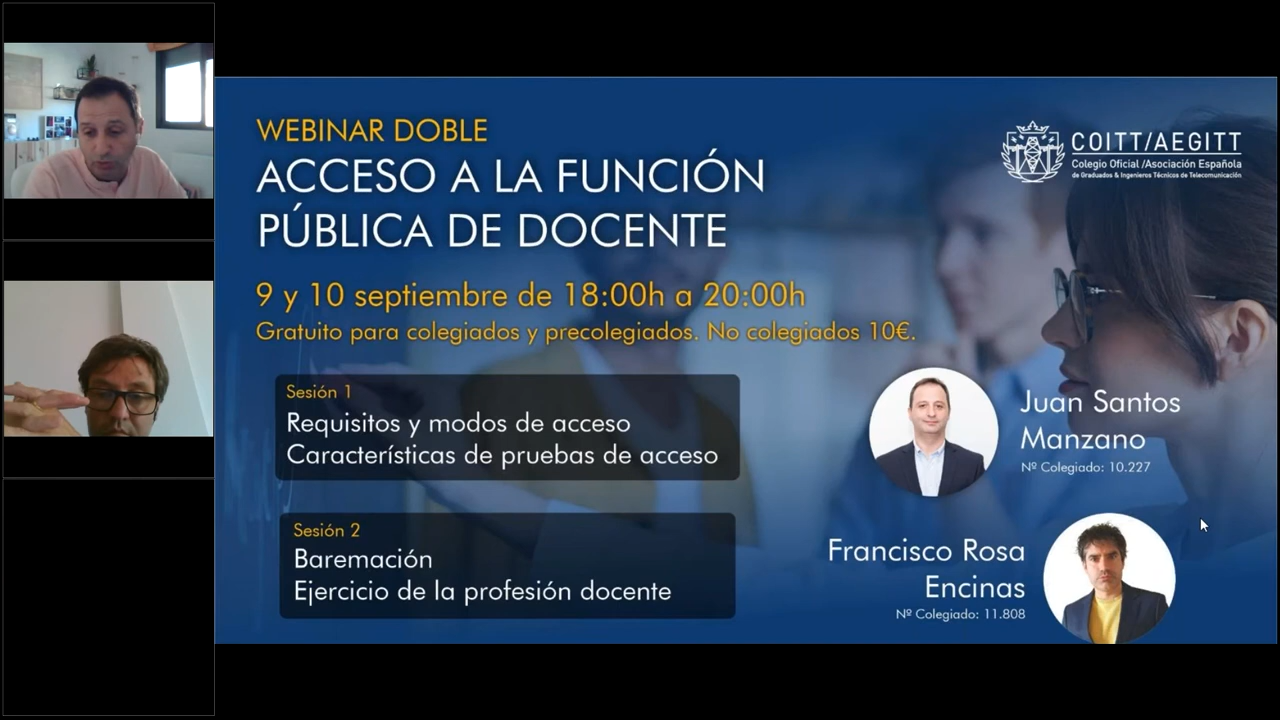 WEBINAR DOBLE
ACCESO A LA FUNCIÓN
PÚBLICA DE DOCENTE
9 y 10 septiembre de 18:00h a 20:00h
Gratuito para colegiados y precolegiados. No colegiados 10€.
COITT/AEGITT
Colegio Oficial /Asociación Española
de Graduados & Ingenieros Técnicos de Telecomunicación
Sesión 1
Requisitos y modos de acceso
Características de pruebas de acceso
Juan Santos
Manzano
Nº Colegiado: 10.227
Sesión 2
Baremación
Ejercicio de la profesión docente
Francisco Rosa
Encinas
Nº Colegiado: 11.808